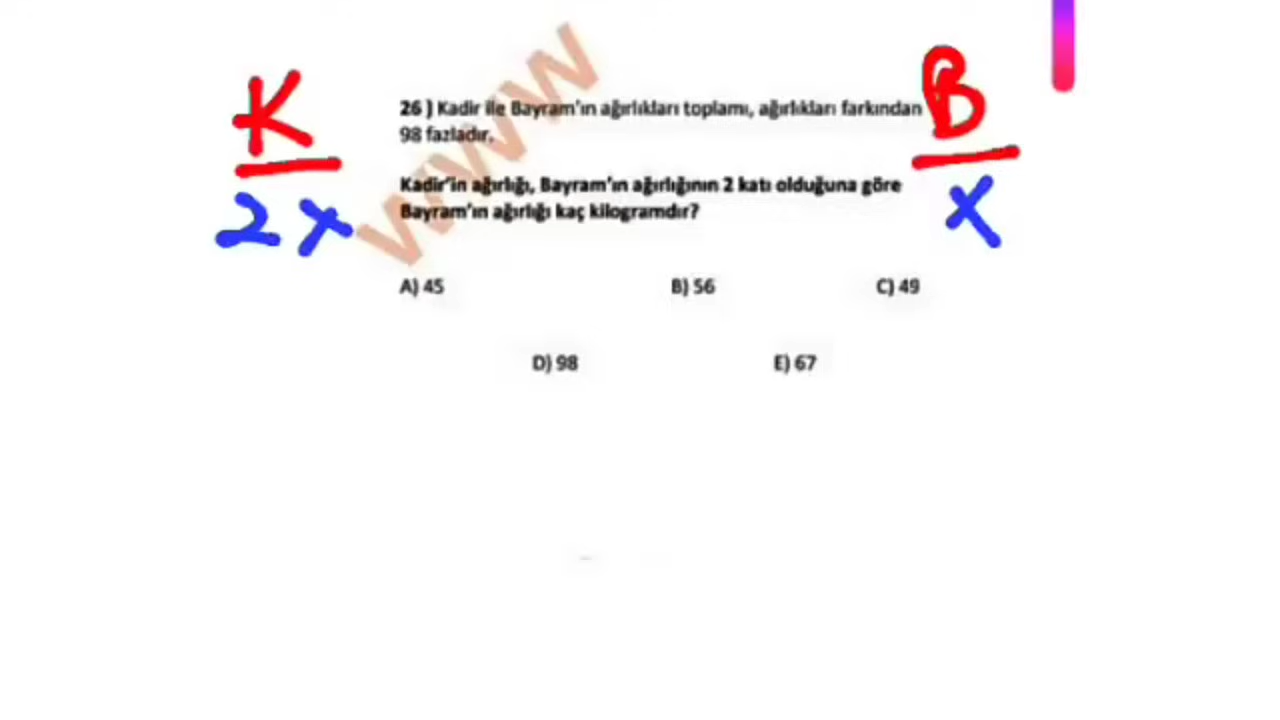 K
2x
26 ) Kadir ile Bayram'ın ağırlıkları toplamı, ağırlıkları farkından
98 fazladır.
Kadir'in ağırlığı, Bayram'ın ağırlığının 2 katı olduğuna göre
Bayram'ın ağırlığı kaç kilogramdır?
A) 45
B) 56
C) 49
D) 98
E) 67
B
x
www